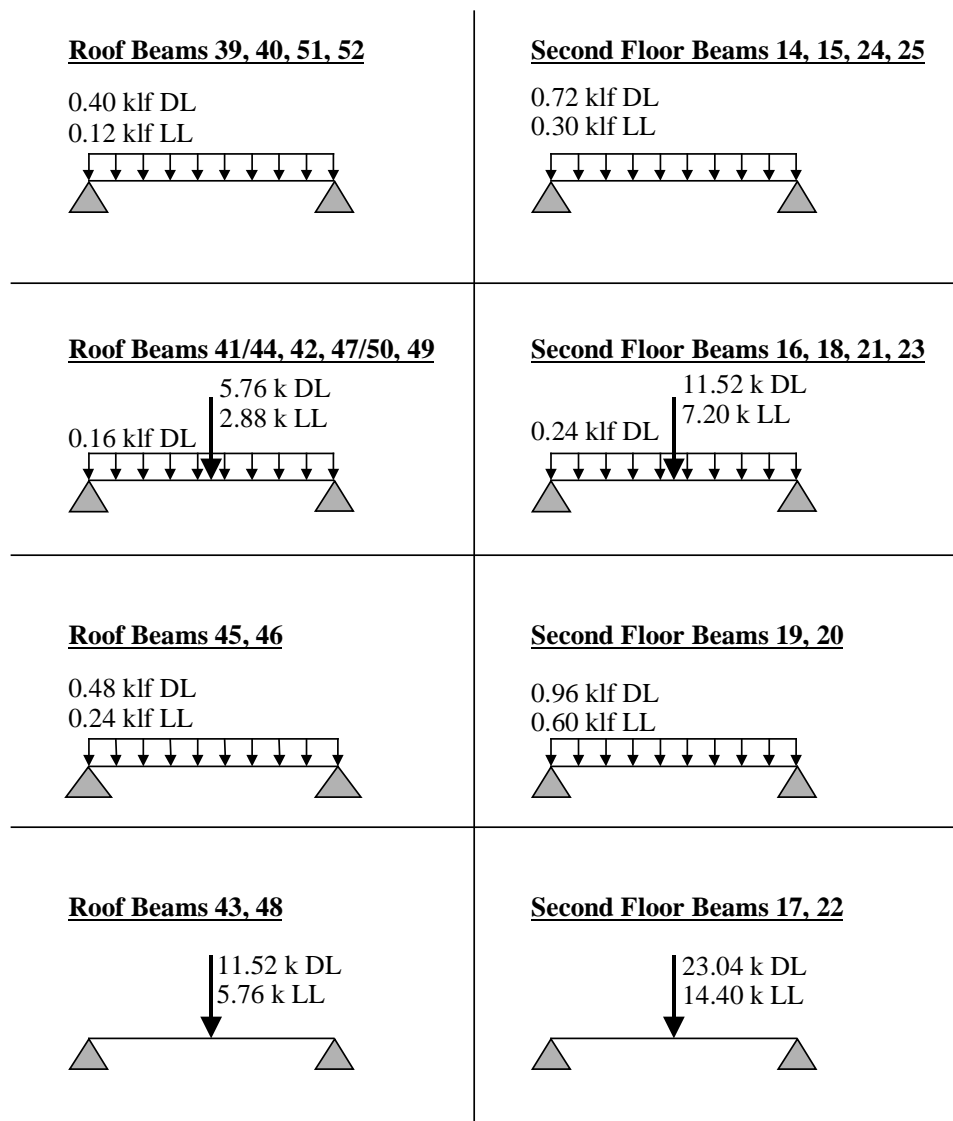 Roof Beams 39, 40, 51, 52
0.40 klf DL
0.12 klf LL
Second Floor Beams 14, 15, 24, 25
0.72 klf DL
0.30 klf LL
Roof Beams 41/44, 42, 47/50, 49
5.76 k DL
2.88 k LL
0.16 klf DL
Second Floor Beams 16, 18, 21, 23
11.52 k DL
7.20 k LL
0.24 klf DL
Roof Beams 45, 46
0.48 klf DL
0.24 klf LL
Second Floor Beams 19, 20
0.96 klf DL
0.60 klf LL
Roof Beams 43, 48
11.52 k DL
5.76 k LL
Second Floor Beams 17, 22
23.04 k DL
14.40 k LL